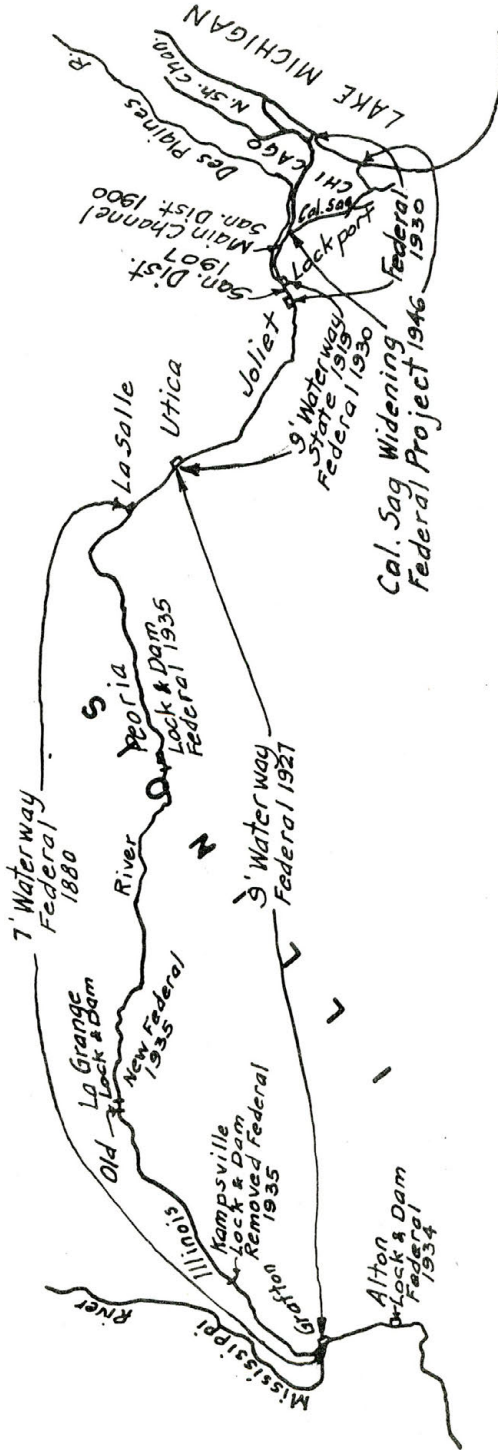 LAKE MICHIGAN
N. Sh. Chan.
R.
Des Plaines
CHI
CAGO
Cal. Sag
Main Channel
San. Dist. 1900
San. Dist.
1907
Lockport
Federal
1930
Joliet
9' Waterway
State 1919
Federal 1930
Cal. Sag Widening
Federal Project 1946
Utica
La Salle
7' Waterway
Federal
1880
Peoria
Lock & Dam
Federal 1935
9' Waterway
Federal 1927
River
Old
La Grange
Lock & Dam
New Federal
1935
Illinois
Kampsville
Lock & Dam
Removed Federal
1935
Grafton
Mississippi
River
Alton
Lock & Dam
Federal
1934
I L L I N O I S